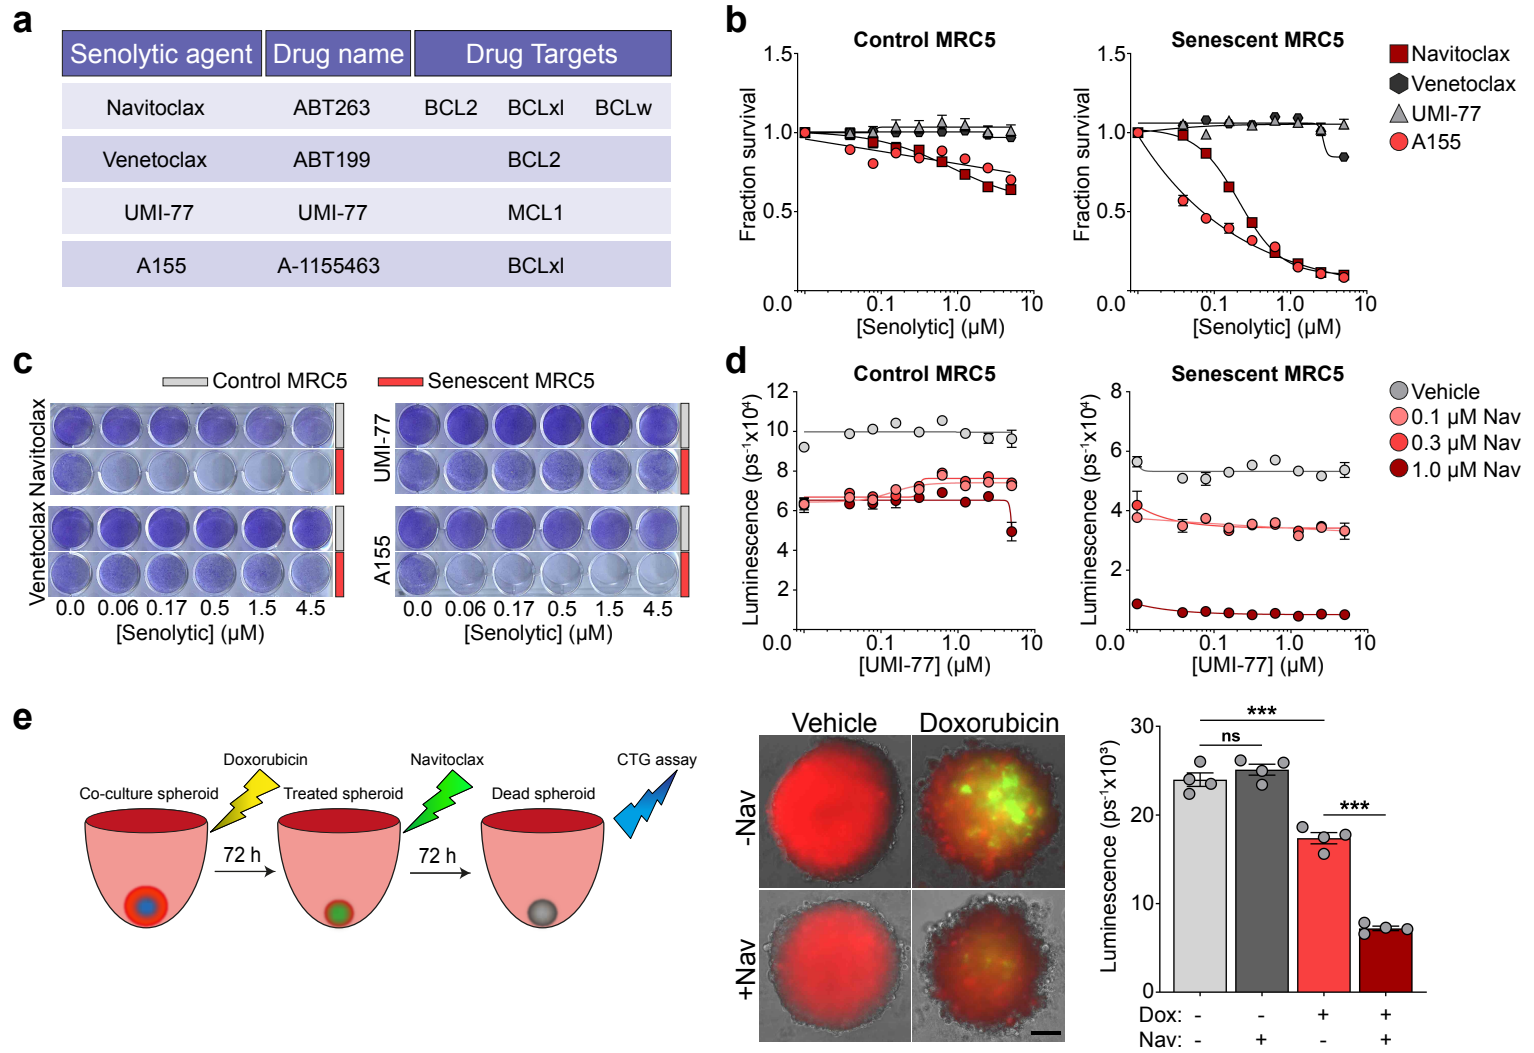 a
Senolytic agent Drug name Drug Targets
Navitoclax ABT263 BCL2 BCLxl BCLw
Venetoclax ABT199 BCL2
UMI-77 UMI-77 MCL1
A155 A-1155463 BCLxl
b
Control MRC5
Fraction survival
1.5
1.0
0.5
0.0
0.1 1.0 10
[Senolytic] (µM)
Senescent MRC5
Fraction survival
1.5
1.0
0.5
0.0
0.1 1.0 10
[Senolytic] (µM)
Navitoclax
Venetoclax
UMI-77
A155
c
Control MRC5 Senescent MRC5
Navitoclax
Venetoclax
0.0 0.06 0.17 0.5 1.5 4.5
[Senolytic] (µM)
UMI-77
A155
0.0 0.06 0.17 0.5 1.5 4.5
[Senolytic] (µM)
d
Control MRC5
Luminescence (ps⁻¹x10⁴)
12
10
8
6
4
2
0.0 0.1 1.0 10
[UMI-77] (µM)
Senescent MRC5
Luminescence (ps⁻¹x10⁴)
8
6
4
2
0.0 0.1 1.0 10
[UMI-77] (µM)
Vehicle
0.1 µM Nav
0.3 µM Nav
1.0 µM Nav
e
Doxorubicin Navitoclax CTG assay
Co-culture spheroid Treated spheroid Dead spheroid
72 h 72 h
Vehicle Doxorubicin
-Nav
+Nav
Luminescence (ps⁻¹x10³)
30
20
10
0
***
ns
***
Dox: - - + +
Nav: - + - +